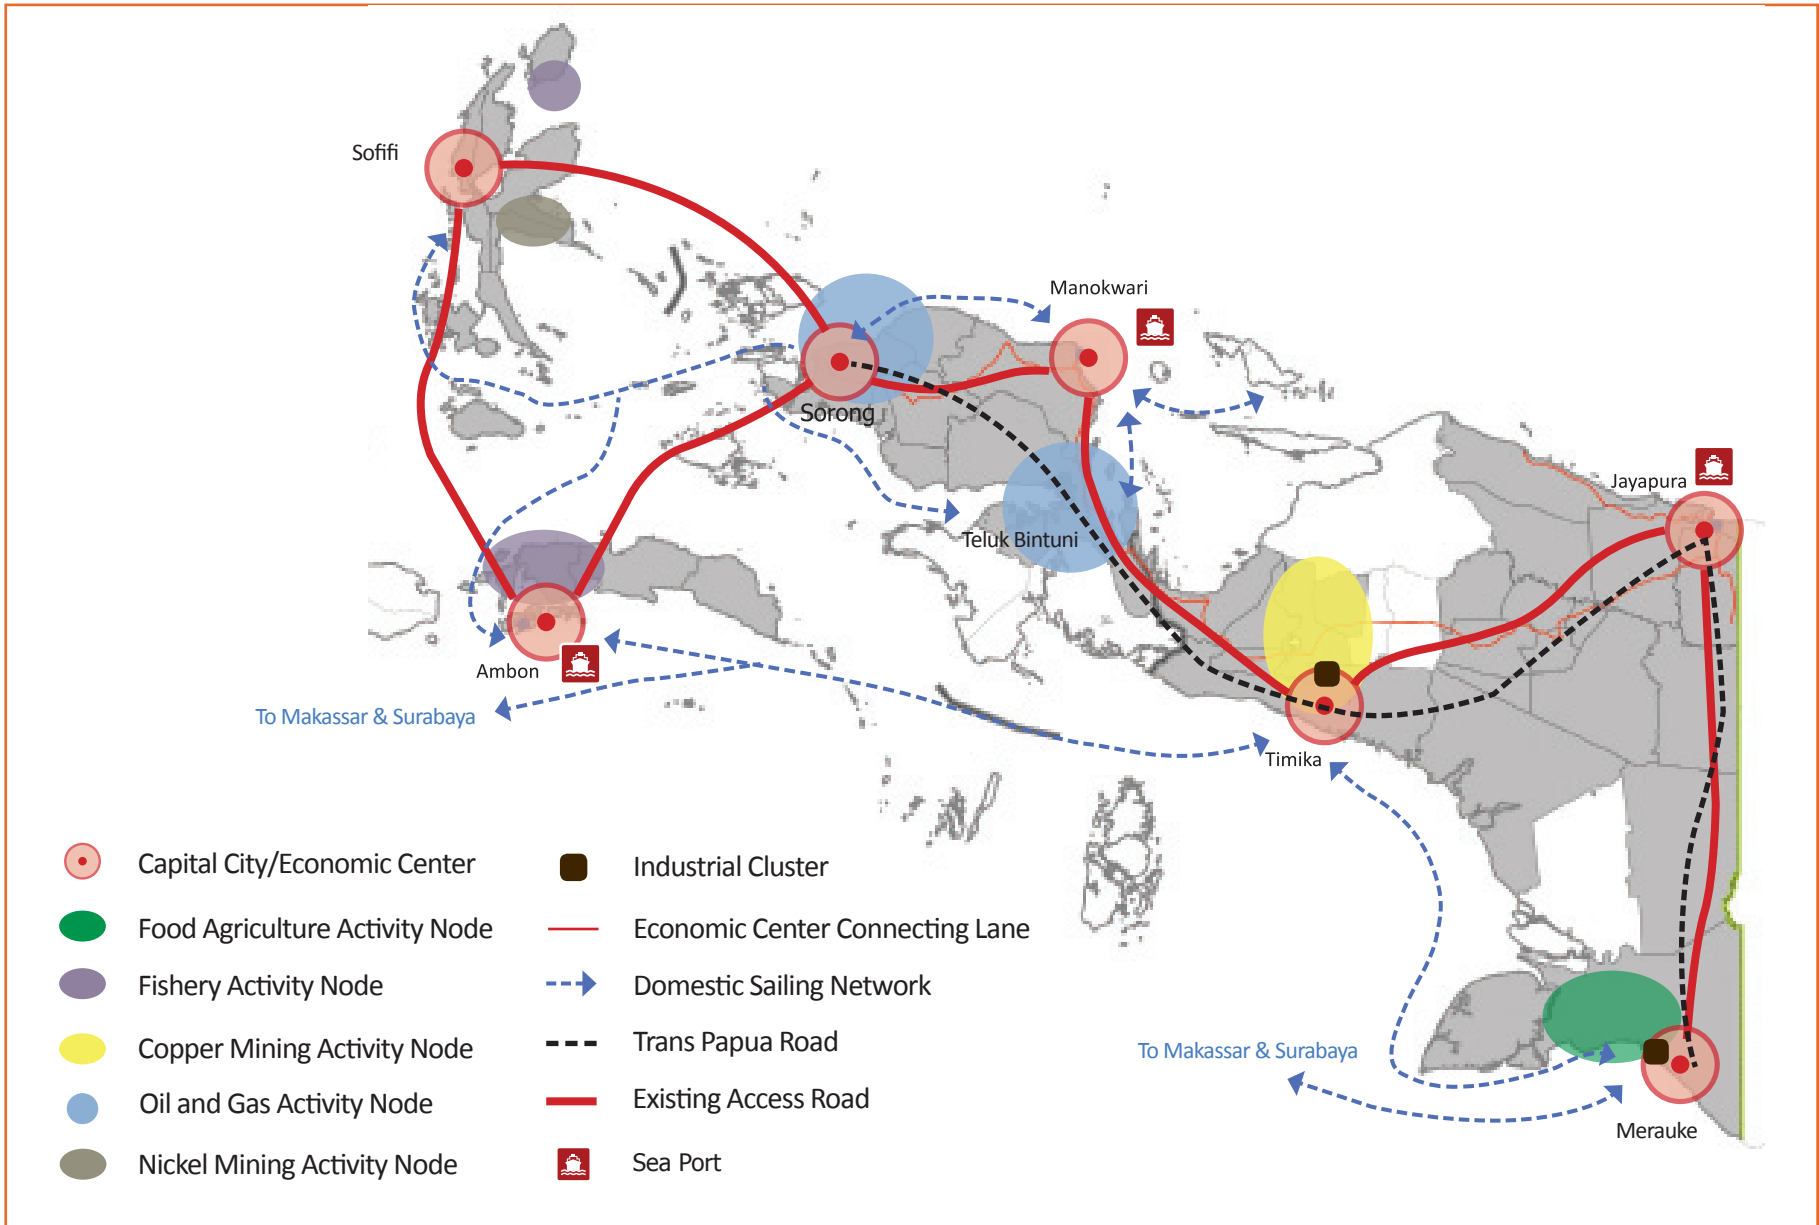 Sofifi
Manokwari
Sorong
Jayapura
Teluk Bintuni
Ambon
To Makassar & Surabaya
Timika
To Makassar & Surabaya
Merauke
Capital City/Economic Center
Food Agriculture Activity Node
Fishery Activity Node
Copper Mining Activity Node
Oil and Gas Activity Node
Nickel Mining Activity Node
Industrial Cluster
Economic Center Connecting Lane
Domestic Sailing Network
Trans Papua Road
Existing Access Road
Sea Port